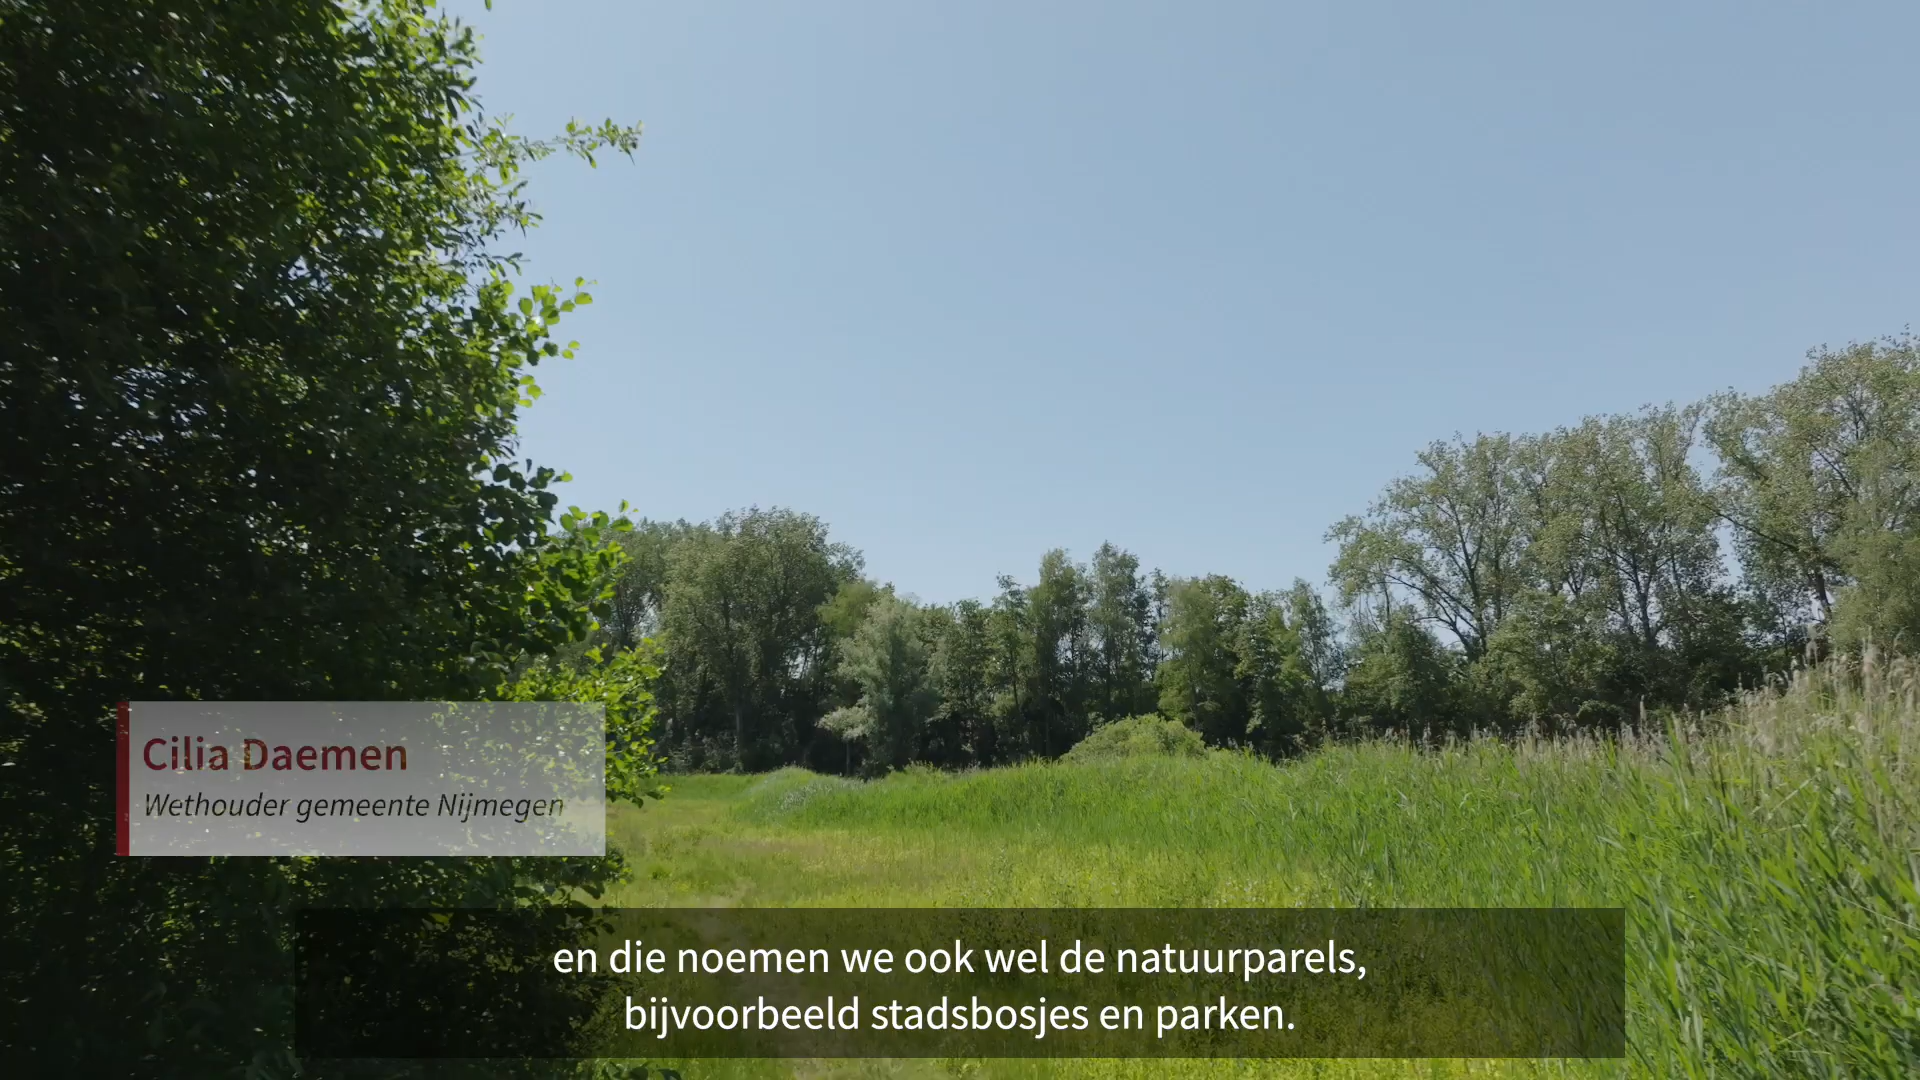 Cilia Daemen
Wethouder gemeente Nijmegen
en die noemen we ook wel de natuurparels,
bijvoorbeeld stadsbosjes en parken.